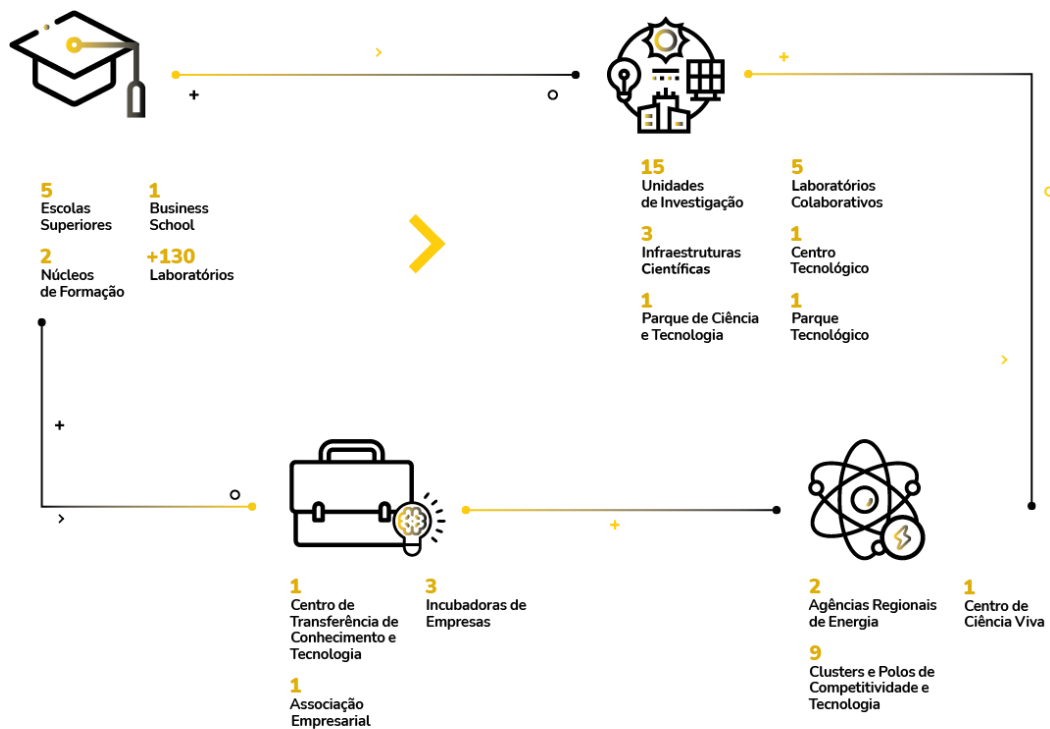 5
Escolas
Superiores
1
Business
School
2
Núcleos
de Formação
+130
Laboratórios
15
Unidades
de Investigação
5
Laboratórios
Colaborativos
3
Infraestruturas
Científicas
1
Centro
Tecnológico
1
Parque de Ciência
e Tecnologia
1
Parque
Tecnológico
1
Centro de
Transferência de
Conhecimento e
Tecnologia
3
Incubadoras de
Empresas
1
Associação
Empresarial
2
Agências Regionais
de Energia
1
Centro de
Ciência Viva
9
Clusters e Polos de
Competitividade e
Tecnologia